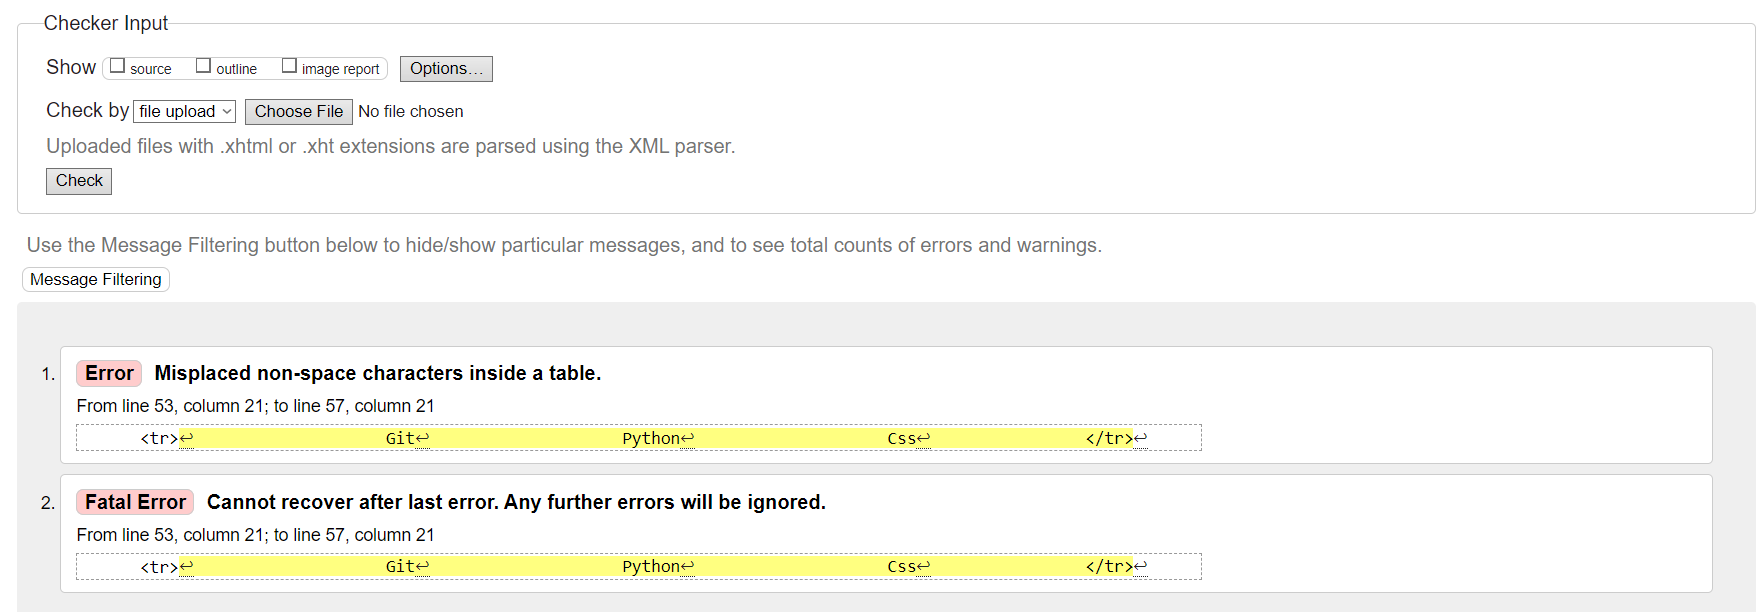 Checker Input
Show source outline image report Options...
Check by file upload Choose File No file chosen
Uploaded files with .xhtml or .xht extensions are parsed using the XML parser.
Check
Use the Message Filtering button below to hide/show particular messages, and to see total counts of errors and warnings.
Message Filtering
1. Error Misplaced non-space characters inside a table.
From line 53, column 21; to line 57, column 21
<tr>↩ Git↩ Python↩ Css↩ </tr>↩
2. Fatal Error Cannot recover after last error. Any further errors will be ignored.
From line 53, column 21; to line 57, column 21
<tr>↩ Git↩ Python↩ Css↩ </tr>↩